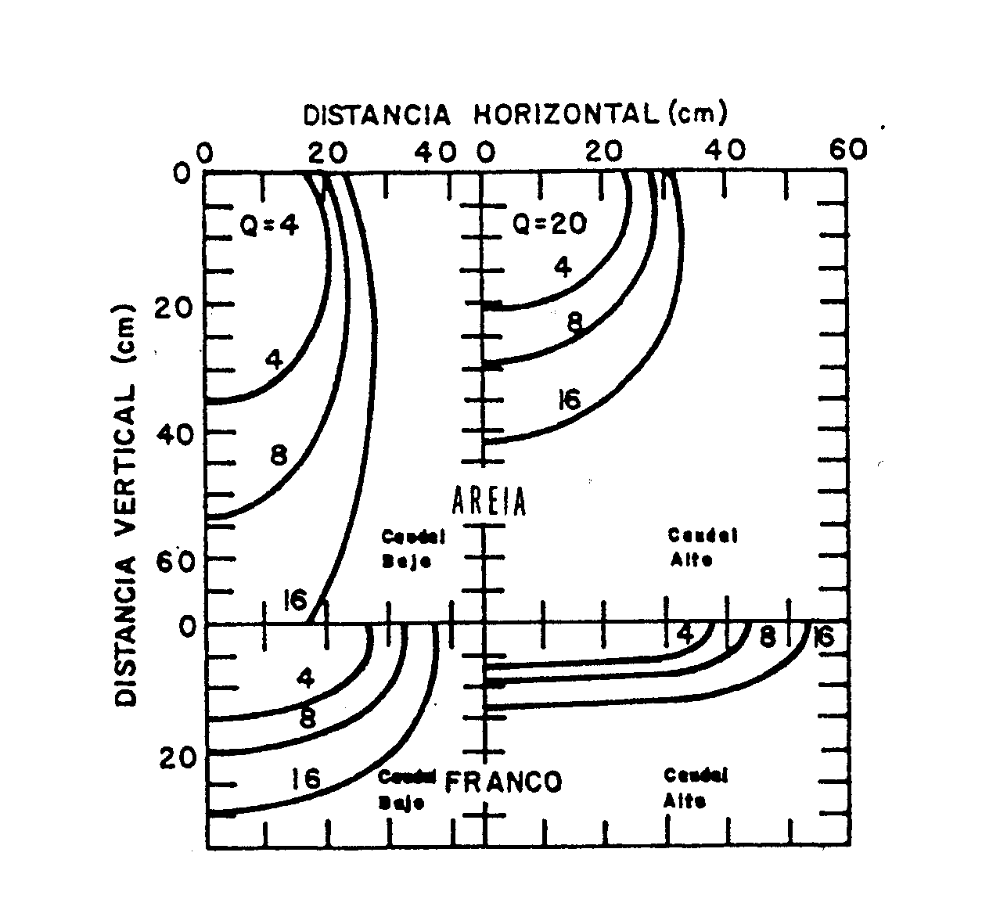 DISTANCIA HORIZONTAL (cm)
0 20 40 0 20 40 60
0
Q=4 Q=20
4
20
8
4
16
40
8
AREIA
Caudal Caudal
Bajo Alto
60
16
0
4 8 16
4
8
20
16
Caudal FRANCO Caudal
Bajo Alto
DISTANCIA VERTICAL (cm)